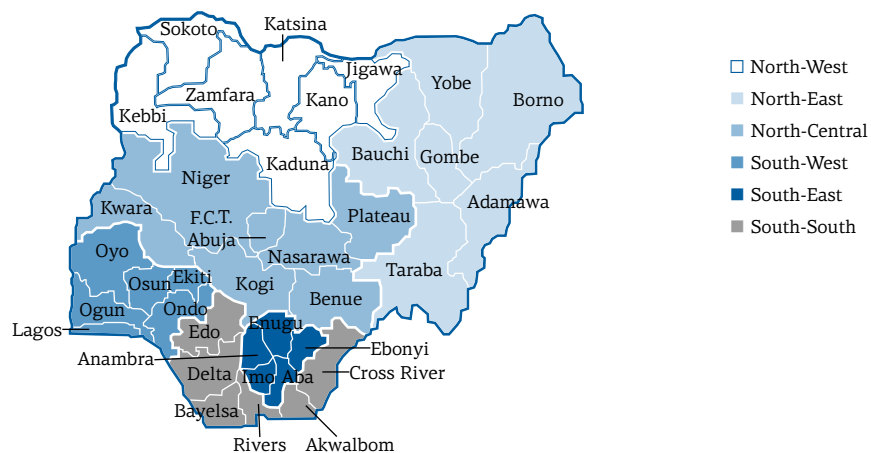 Sokoto
Katsina
Jigawa
Yobe
Zamfara
Kano
Borno
Kebbi
Bauchi
Gombe
Kaduna
Niger
Adamawa
Kwara
F.C.T.
Abuja
Plateau
Oyo
Nasarawa
Taraba
Osun
Ekiti
Kogi
Benue
Ogun
Ondo
Lagos
Edo
Enugu
Anambra
Ebonyi
Delta
Imo
Aba
Cross River
Bayelsa
Rivers
Akwalbom
North-West
North-East
North-Central
South-West
South-East
South-South